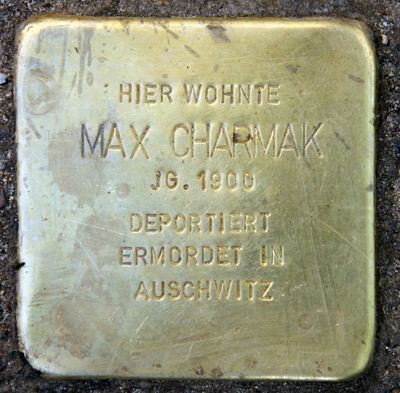 HIER WOHNTE
MAX CHARMAK
JG. 1900
DEPORTIERT
ERMORDET IN
AUSCHWITZ